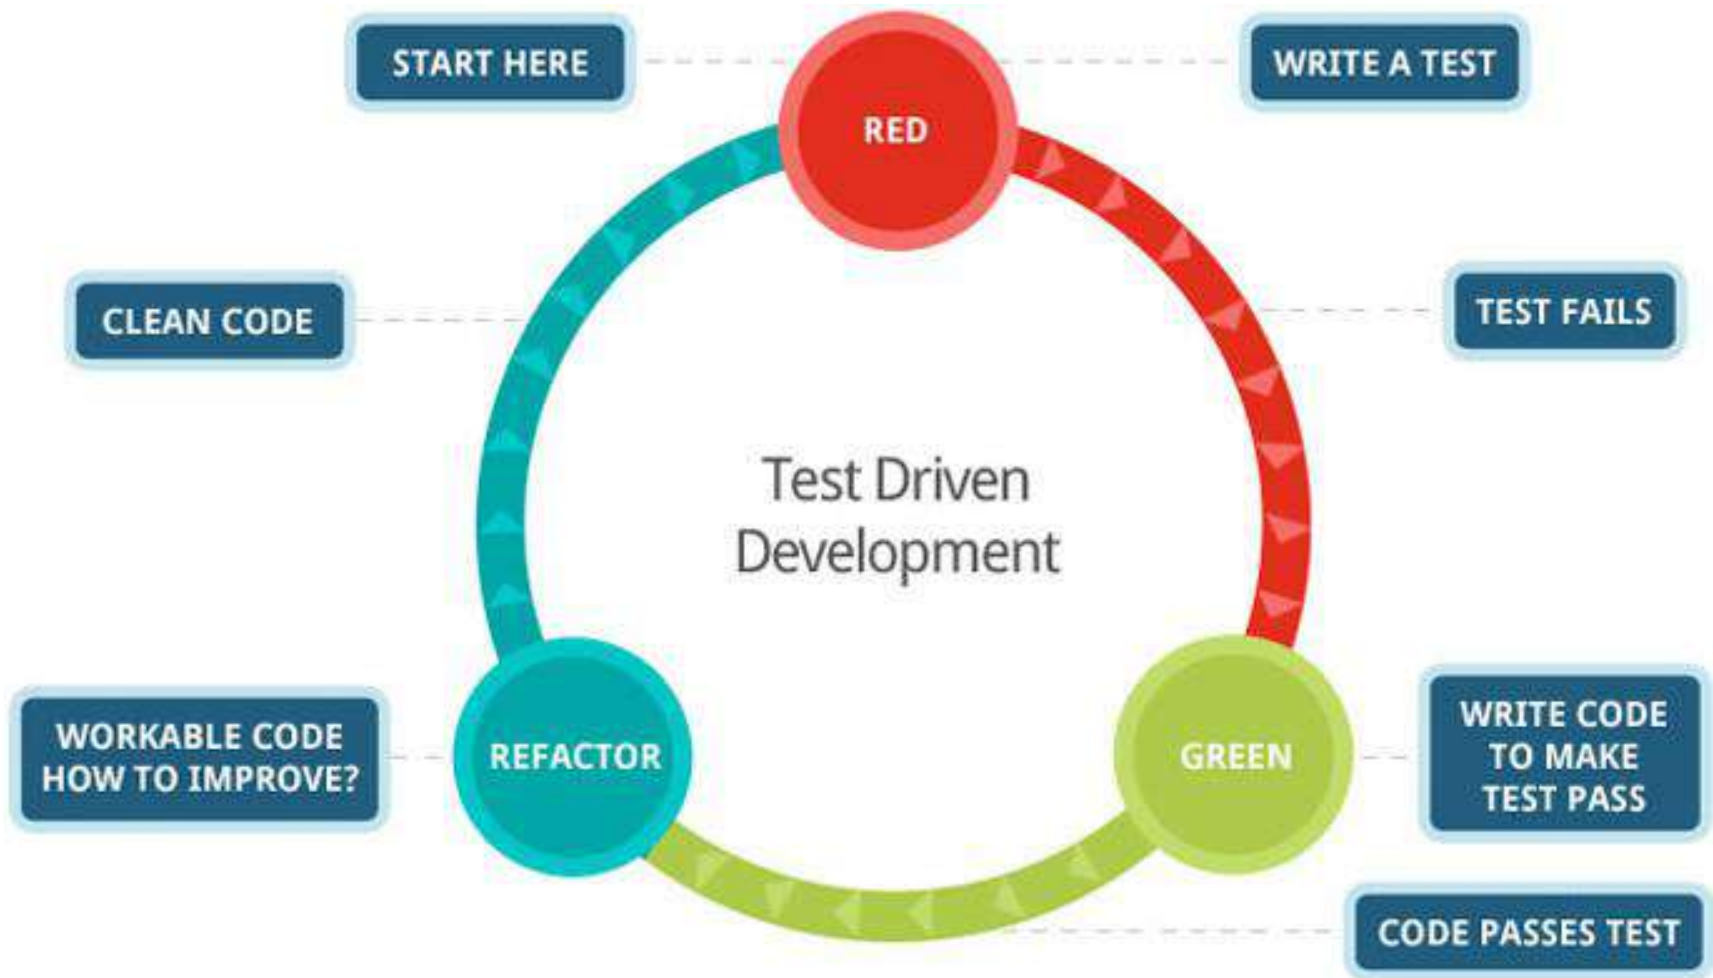 START HERE
RED
WRITE A TEST
CLEAN CODE
TEST FAILS
Test Driven
Development
WORKABLE CODE
HOW TO IMPROVE?
REFACTOR
GREEN
WRITE CODE
TO MAKE
TEST PASS
CODE PASSES TEST